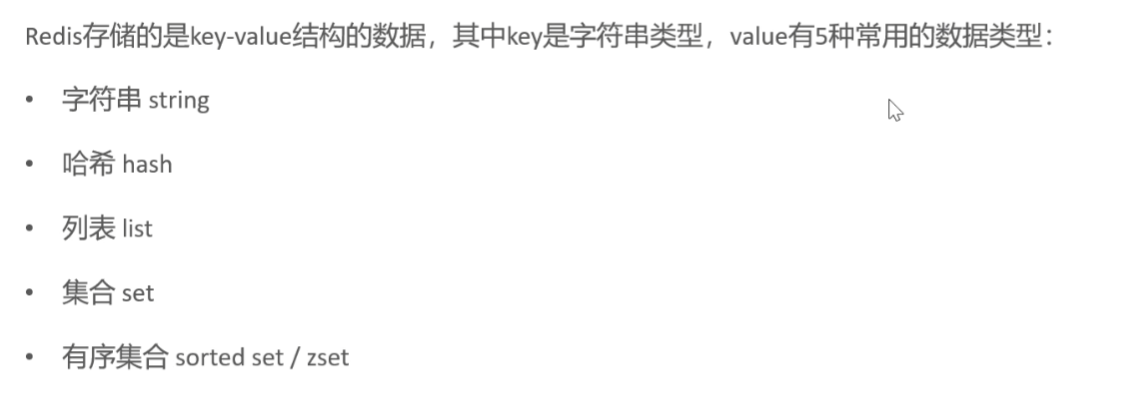 Redis存储的是key-value结构的数据，其中key是字符串类型，value有5种常用的数据类型：
• 字符串 string
• 哈希 hash
• 列表 list
• 集合 set
• 有序集合 sorted set / zset